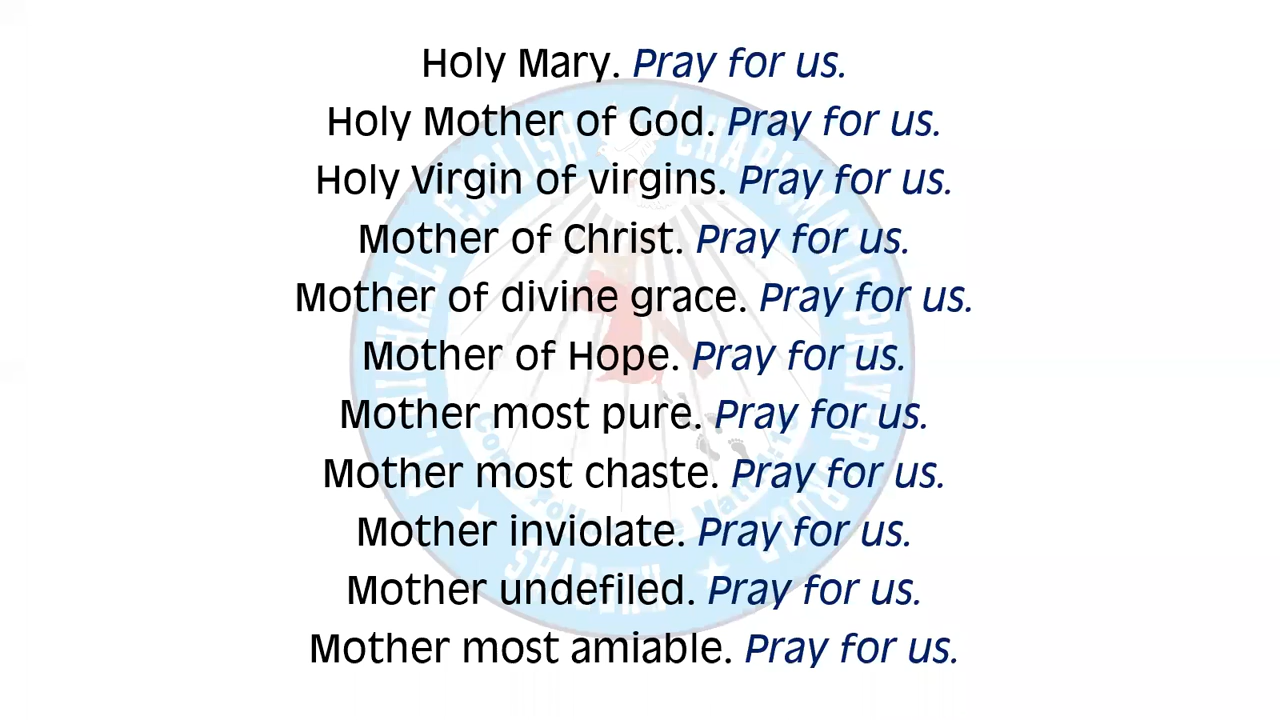 Holy Mary. Pray for us.
Holy Mother of God. Pray for us.
Holy Virgin of virgins. Pray for us.
Mother of Christ. Pray for us.
Mother of divine grace. Pray for us.
Mother of Hope. Pray for us.
Mother most pure. Pray for us.
Mother most chaste. Pray for us.
Mother inviolate. Pray for us.
Mother undefiled. Pray for us.
Mother most amiable. Pray for us.